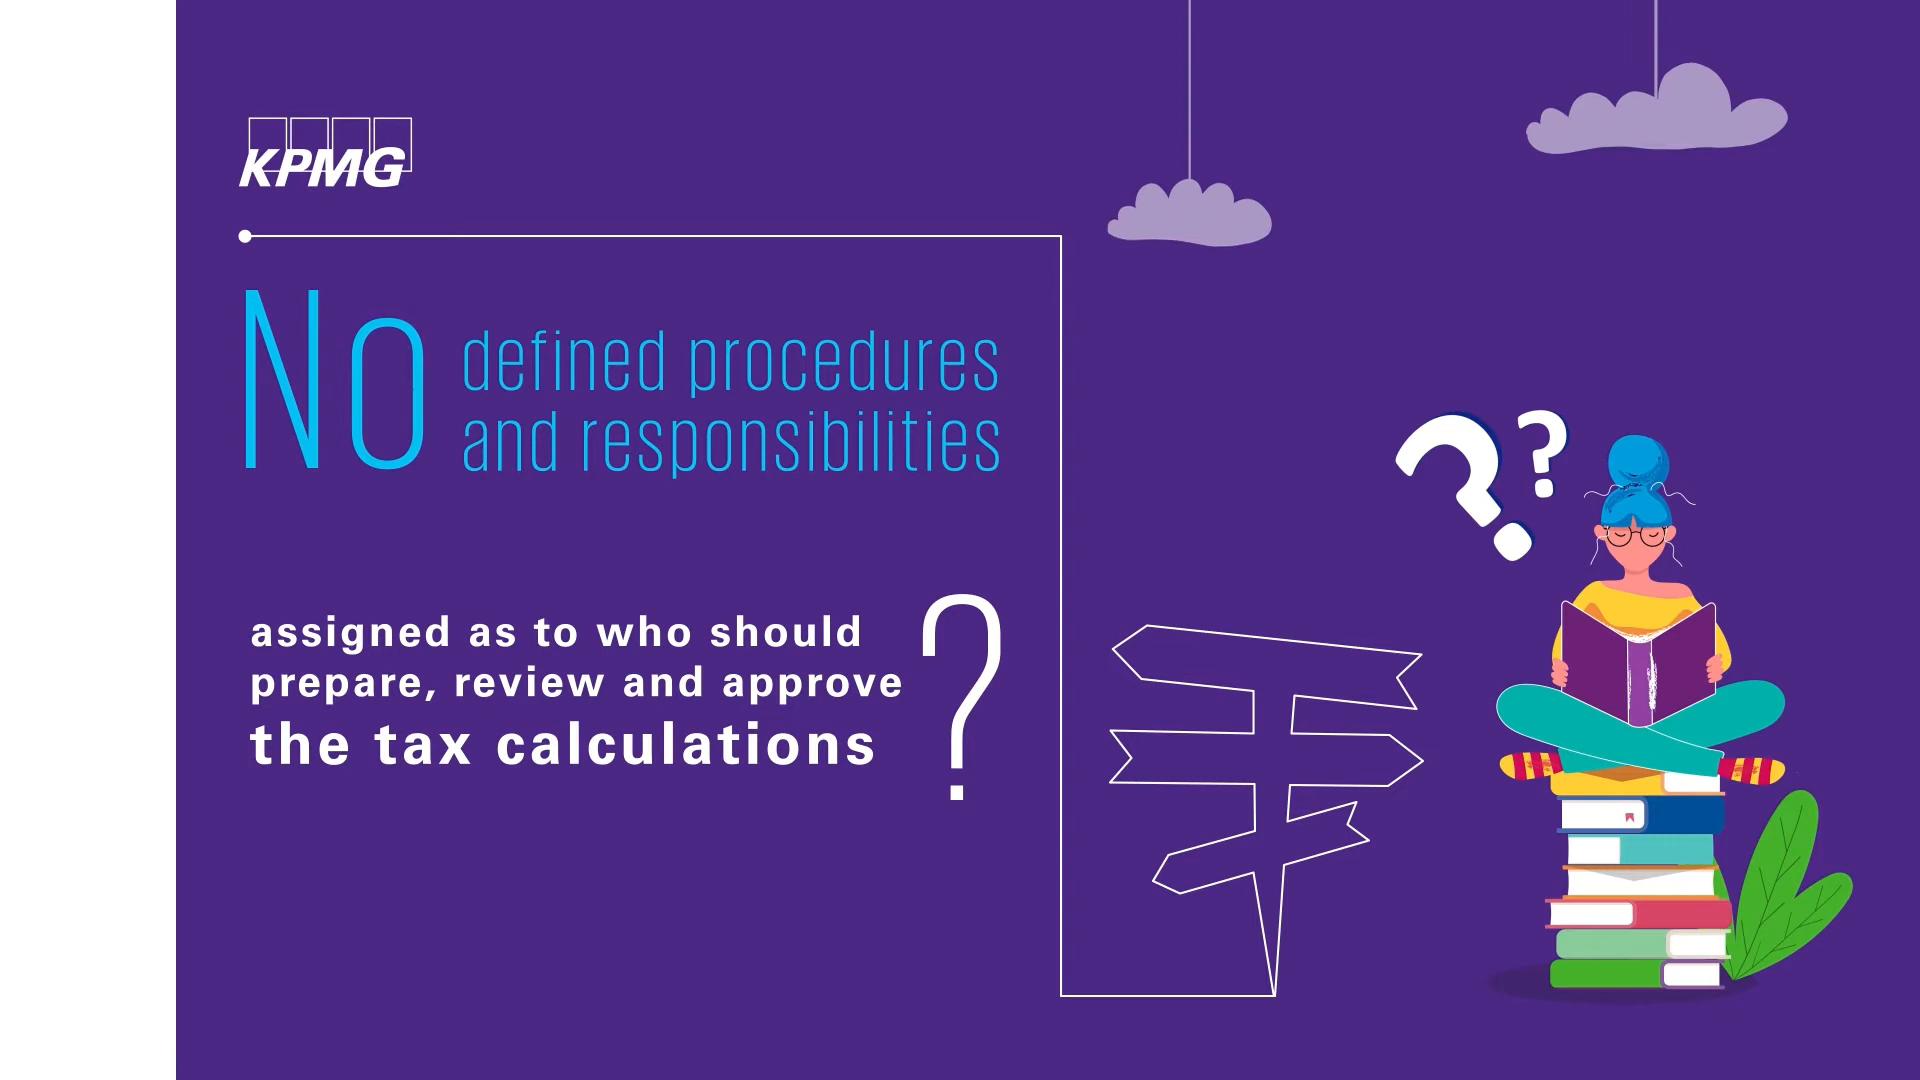 KPMG
No defined procedures
and responsibilities
assigned as to who should
prepare, review and approve
the tax calculations?
? ?